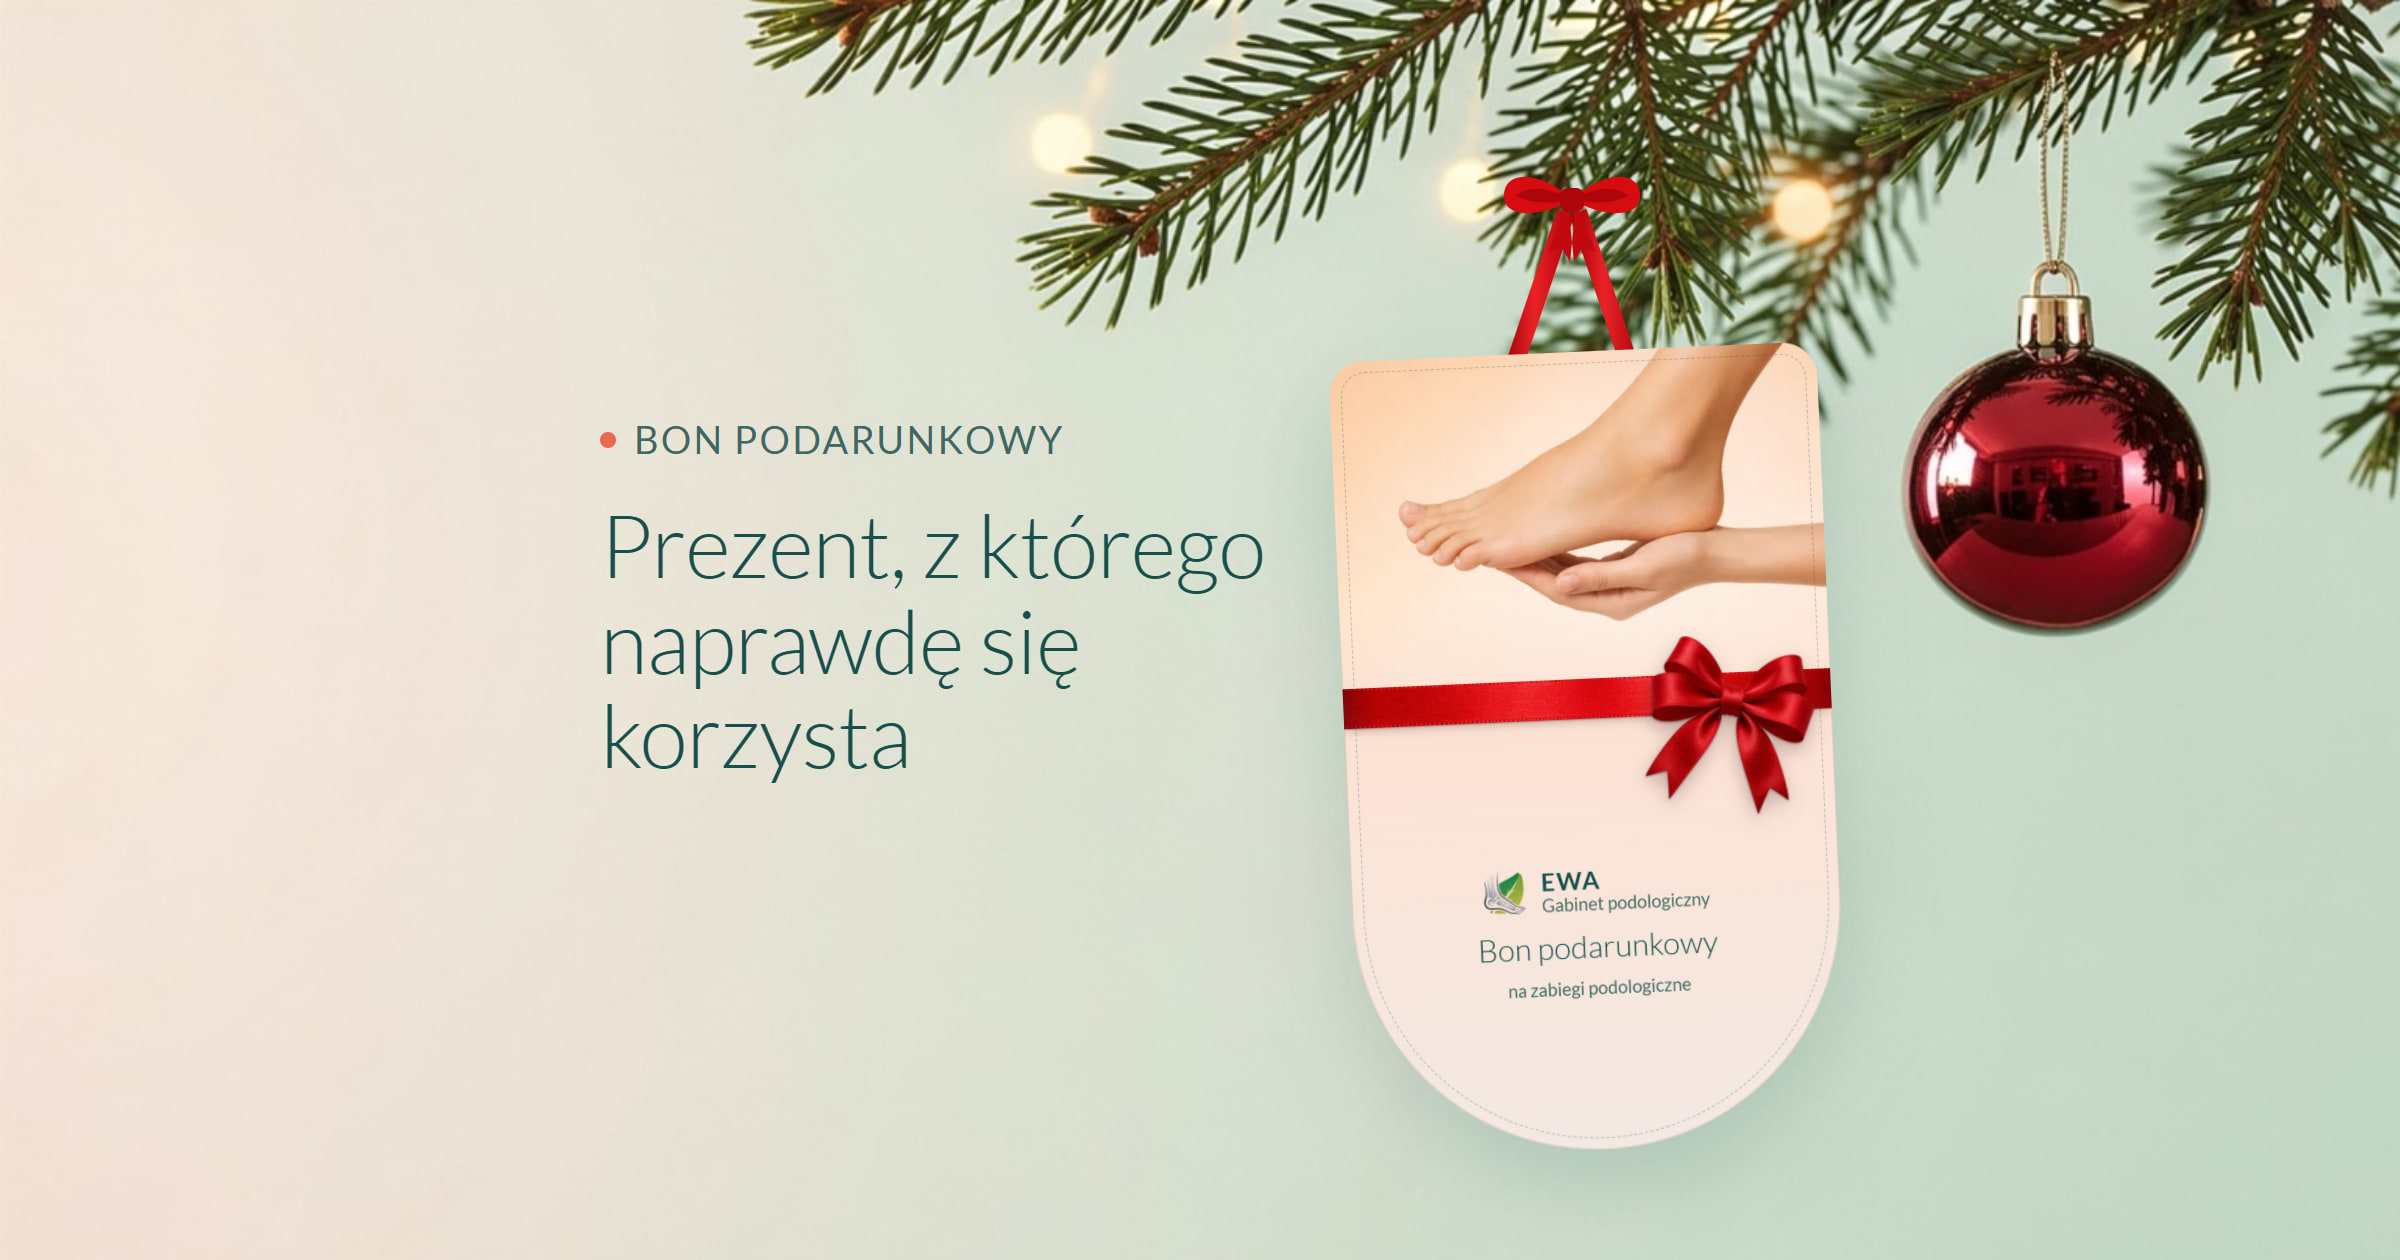 BON PODARUNKOWY
Prezent, z którego
naprawdę się
korzysta
EWA
Gabinet podologiczny
Bon podarunkowy
na zabiegi podologiczne